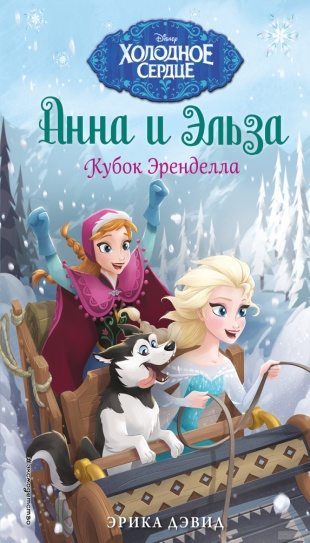 Disney
ХОЛОДНОЕ
СЕРДЦЕ
Анна и Эльза
Кубок Эренделла
ЭРИКА ДЭВИД